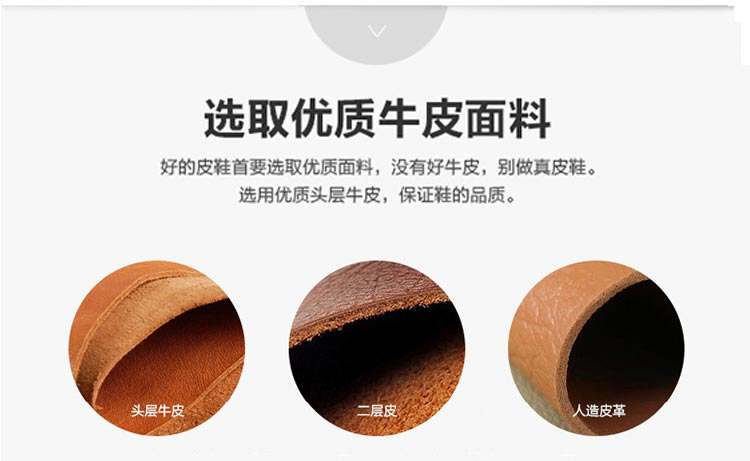 选取优质牛皮面料
好的皮鞋首要选取优质面料，没有好牛皮，别做真皮鞋。
选用优质头层牛皮，保证鞋的品质。
头层牛皮
二层皮
人造皮革